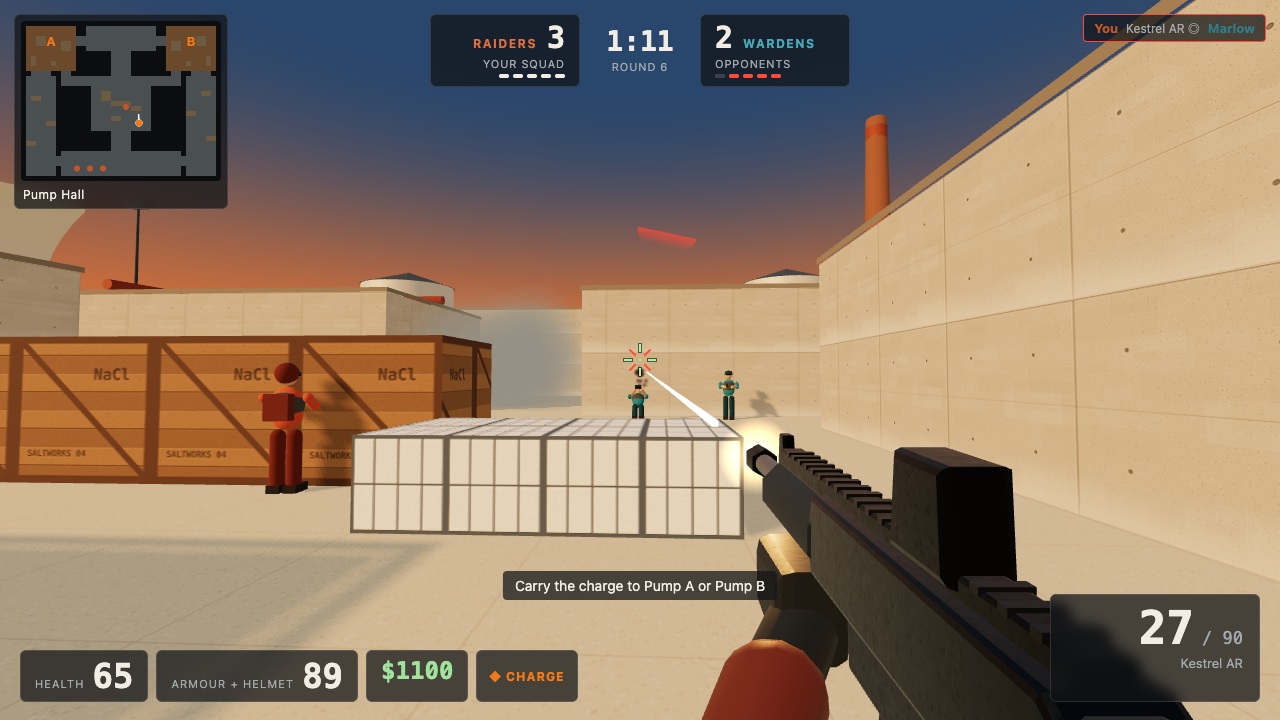 A
B
Pump Hall
RAIDERS 3
YOUR SQUAD
1:11
ROUND 6
2 WARDENS
OPPONENTS
You Kestrel AR Marlow
NaCl
NaCl
NaCl
NaCl
SALTWORKS 04
SALTWORKS 04
SALTWORKS
Carry the charge to Pump A or Pump B
HEALTH 65
ARMOUR + HELMET 89
$1100
CHARGE
27 / 90
Kestrel AR